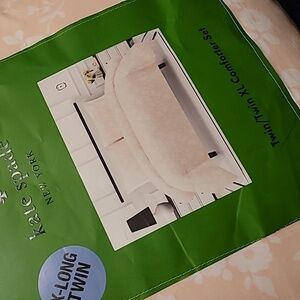 kate spade
NEW YORK
Twin/Twin XL Comforter Set
X-LONG
TWIN